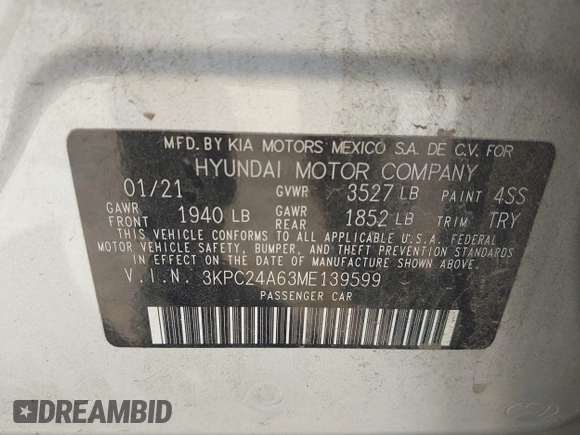 MFD. BY KIA MOTORS MEXICO S.A. DE C.V. FOR
HYUNDAI MOTOR COMPANY
01/21 GVWR 3527 LB PAINT 4SS
GAWR FRONT 1940 LB GAWR REAR 1852 LB TRIM TRY
THIS VEHICLE CONFORMS TO ALL APPLICABLE U.S.A. FEDERAL
MOTOR VEHICLE SAFETY, BUMPER, AND THEFT PREVENTION STANDARDS
IN EFFECT ON THE DATE OF MANUFACTURE SHOWN ABOVE.
V.I.N. 3KPC24A63ME139599
PASSENGER CAR
DREAMBID